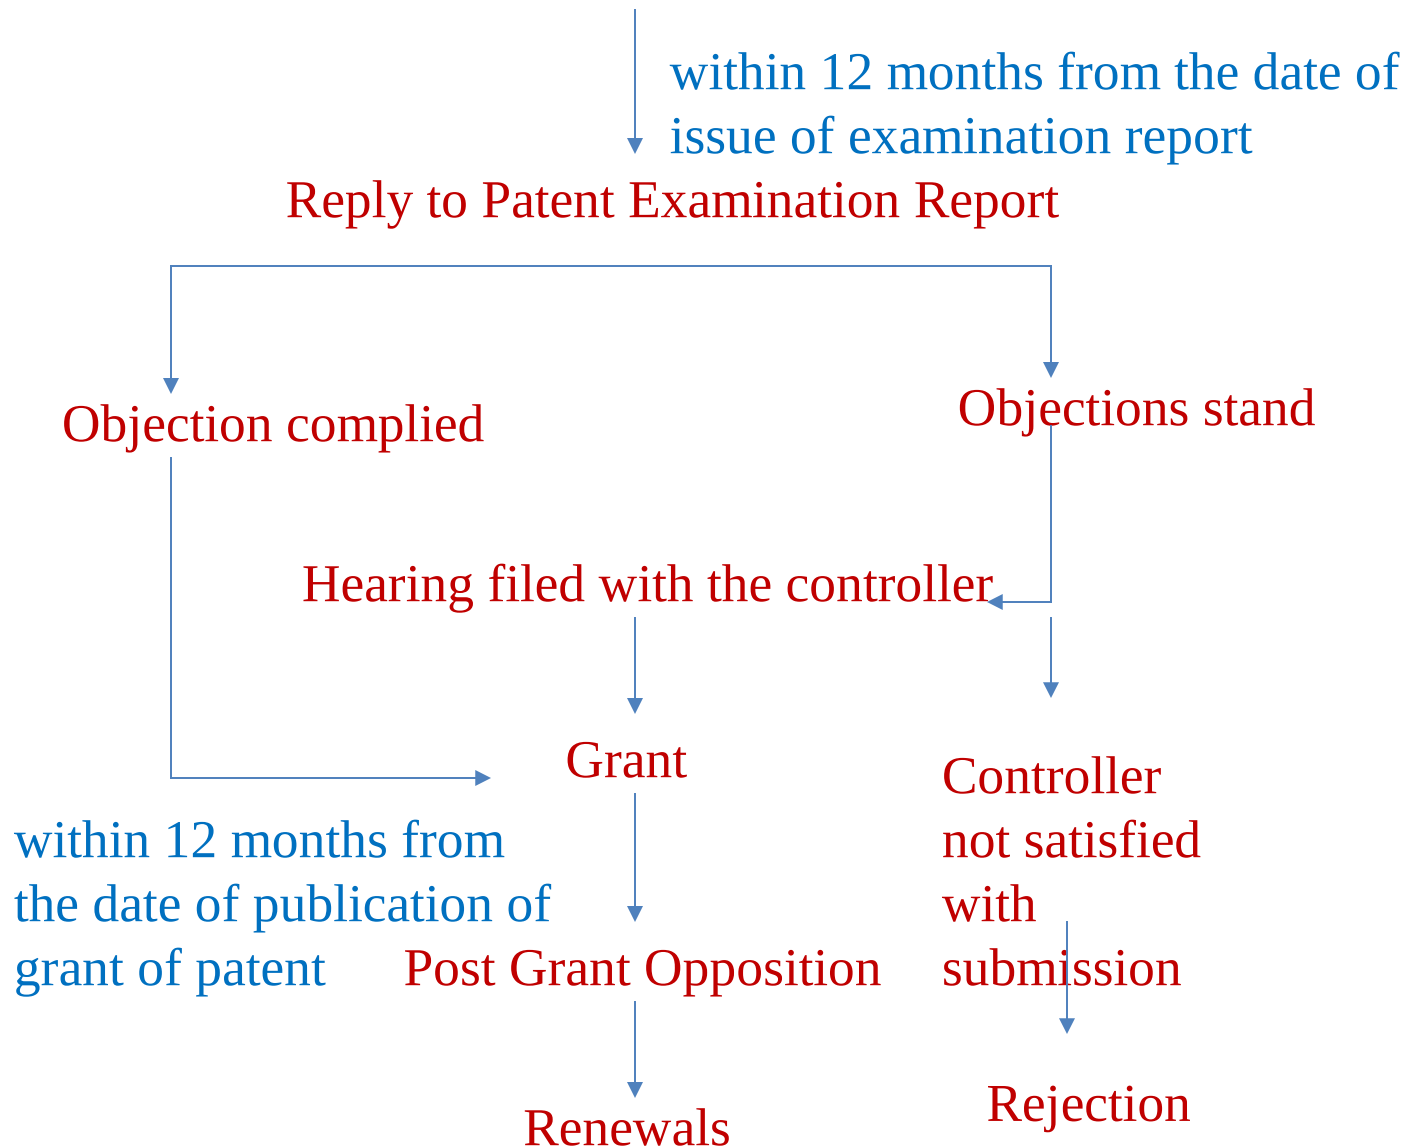 within 12 months from the date of
issue of examination report
Reply to Patent Examination Report
Objection complied
Objections stand
Hearing filed with the controller
Grant
Controller
not satisfied
with
submission
within 12 months from
the date of publication of
grant of patent
Post Grant Opposition
Renewals
Rejection